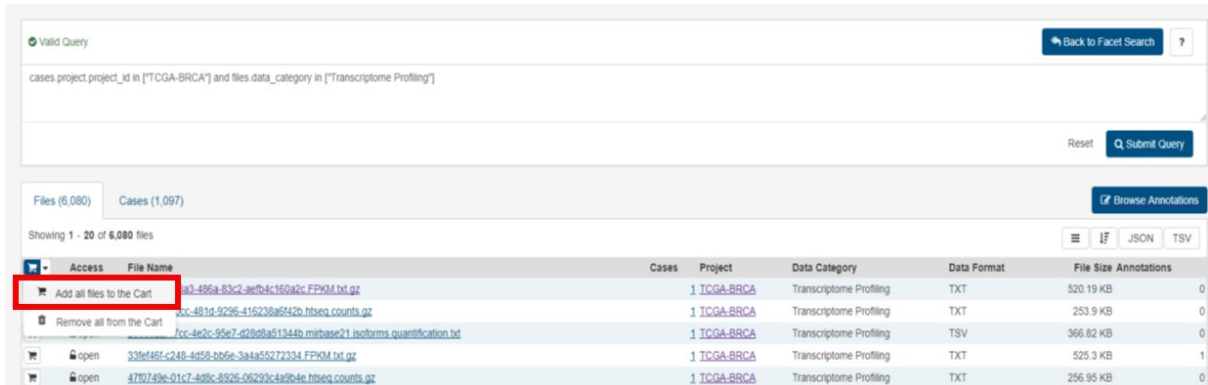 Valid Query
Back to Facet Search ?
cases.project.project_id in ["TCGA-BRCA"] and files.data_category in ["Transcriptome Profiling"]
Reset Submit Query
Files (6,080) Cases (1,097)
Browse Annotations
Showing 1 - 20 of 6,080 files
JSON TSV
Access File Name Cases Project Data Category Data Format File Size Annotations
Add all files to the Cart 3a3-486a-83c2-aefb4c160a2c.FPKM.txt.gz 1 TCGA-BRCA Transcriptome Profiling TXT 520.19 KB 0
cc-481d-9296-416238a6f42b.htseq.counts.gz 1 TCGA-BRCA Transcriptome Profiling TXT 253.9 KB 0
Remove all from the Cart
7cc-4e2c-95e7-d28d8a51344b.mirbase21.isoforms.quantification.txt 1 TCGA-BRCA Transcriptome Profiling TSV 366.82 KB 0
open 33fef46f-c248-4d58-bb6e-3a4a55272334.FPKM.txt.gz 1 TCGA-BRCA Transcriptome Profiling TXT 525.3 KB 1
open 47f0749e-01c7-4d8c-8926-06293c4a9b4e.htseq.counts.gz 1 TCGA-BRCA Transcriptome Profiling TXT 256.95 KB 0